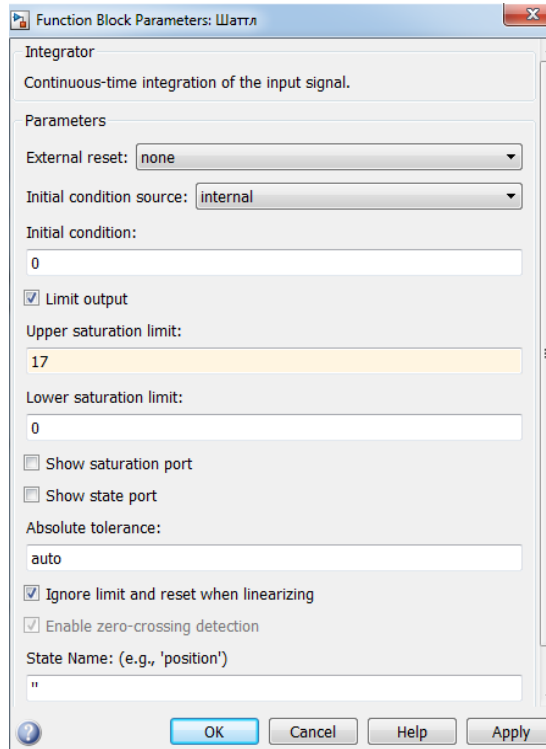 Function Block Parameters: Шаттл
Integrator
Continuous-time integration of the input signal.
Parameters
External reset: none
Initial condition source: internal
Initial condition:
0
Limit output
Upper saturation limit:
17
Lower saturation limit:
0
Show saturation port
Show state port
Absolute tolerance:
auto
Ignore limit and reset when linearizing
Enable zero-crossing detection
State Name: (e.g., 'position')
''
OK Cancel Help Apply